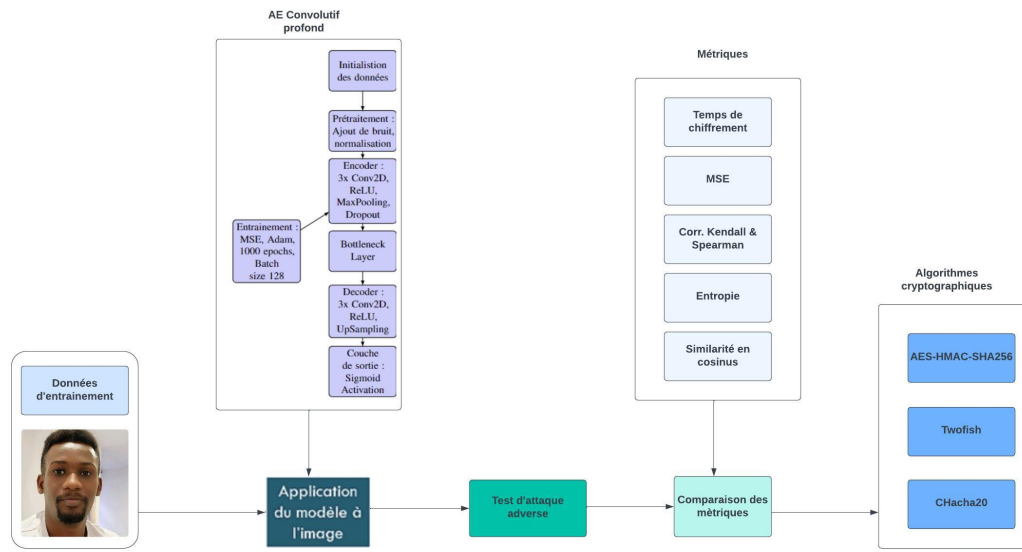 AE Convolutif
profond
Initialistion
des données
Prétraitement :
Ajout de bruit,
normalisation
Encoder :
3x Conv2D,
ReLU,
MaxPooling,
Dropout
Entrainement :
MSE, Adam,
1000 epochs,
Batch
size 128
Bottleneck
Layer
Decoder :
3x Conv2D,
ReLU,
UpSampling
Couche
de sortie :
Sigmoid
Activation
Métriques
Temps de
chiffrement
MSE
Corr. Kendall &
Spearman
Entropie
Similarité en
cosinus
Algorithmes
cryptographiques
AES-HMAC-SHA256
Twofish
CHacha20
Données
d'entrainement
Application
du modèle à
l'image
Test d'attaque
adverse
Comparaison des
mètriques